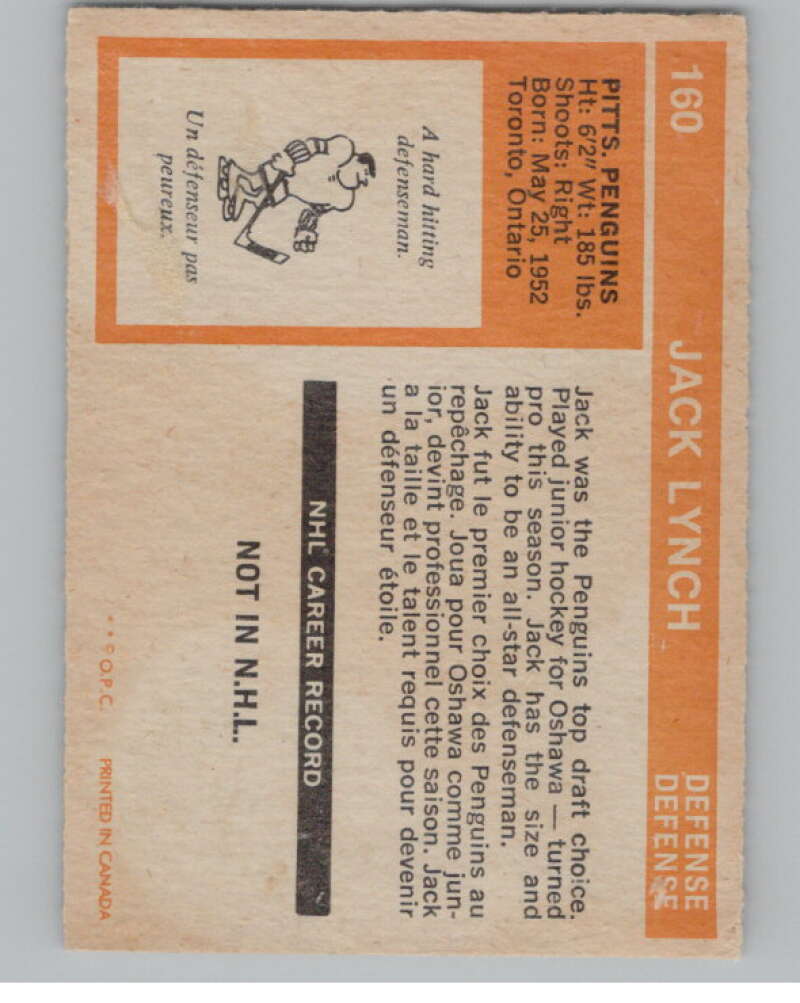 160
JACK LYNCH
DEFENSE
DEFENSE
PITTS. PENGUINS
Ht: 6'2" Wt: 185 lbs.
Shoots: Right
Born: May 25, 1952
Toronto, Ontario
A hard hitting
defenseman.
Un défenseur pas
peureux.
Jack was the Penguins top draft choice.
Played junior hockey for Oshawa — turned
pro this season. Jack has the size and
ability to be an all-star defenseman.
Jack fut le premier choix des Penguins au
repêchage. Joua pour Oshawa comme jun-
ior, devint professionnel cette saison. Jack
a la taille et le talent requis pour devenir
un défenseur étoile.
NHL CAREER RECORD
NOT IN N.H.L.
* * © O.P.C. PRINTED IN CANADA